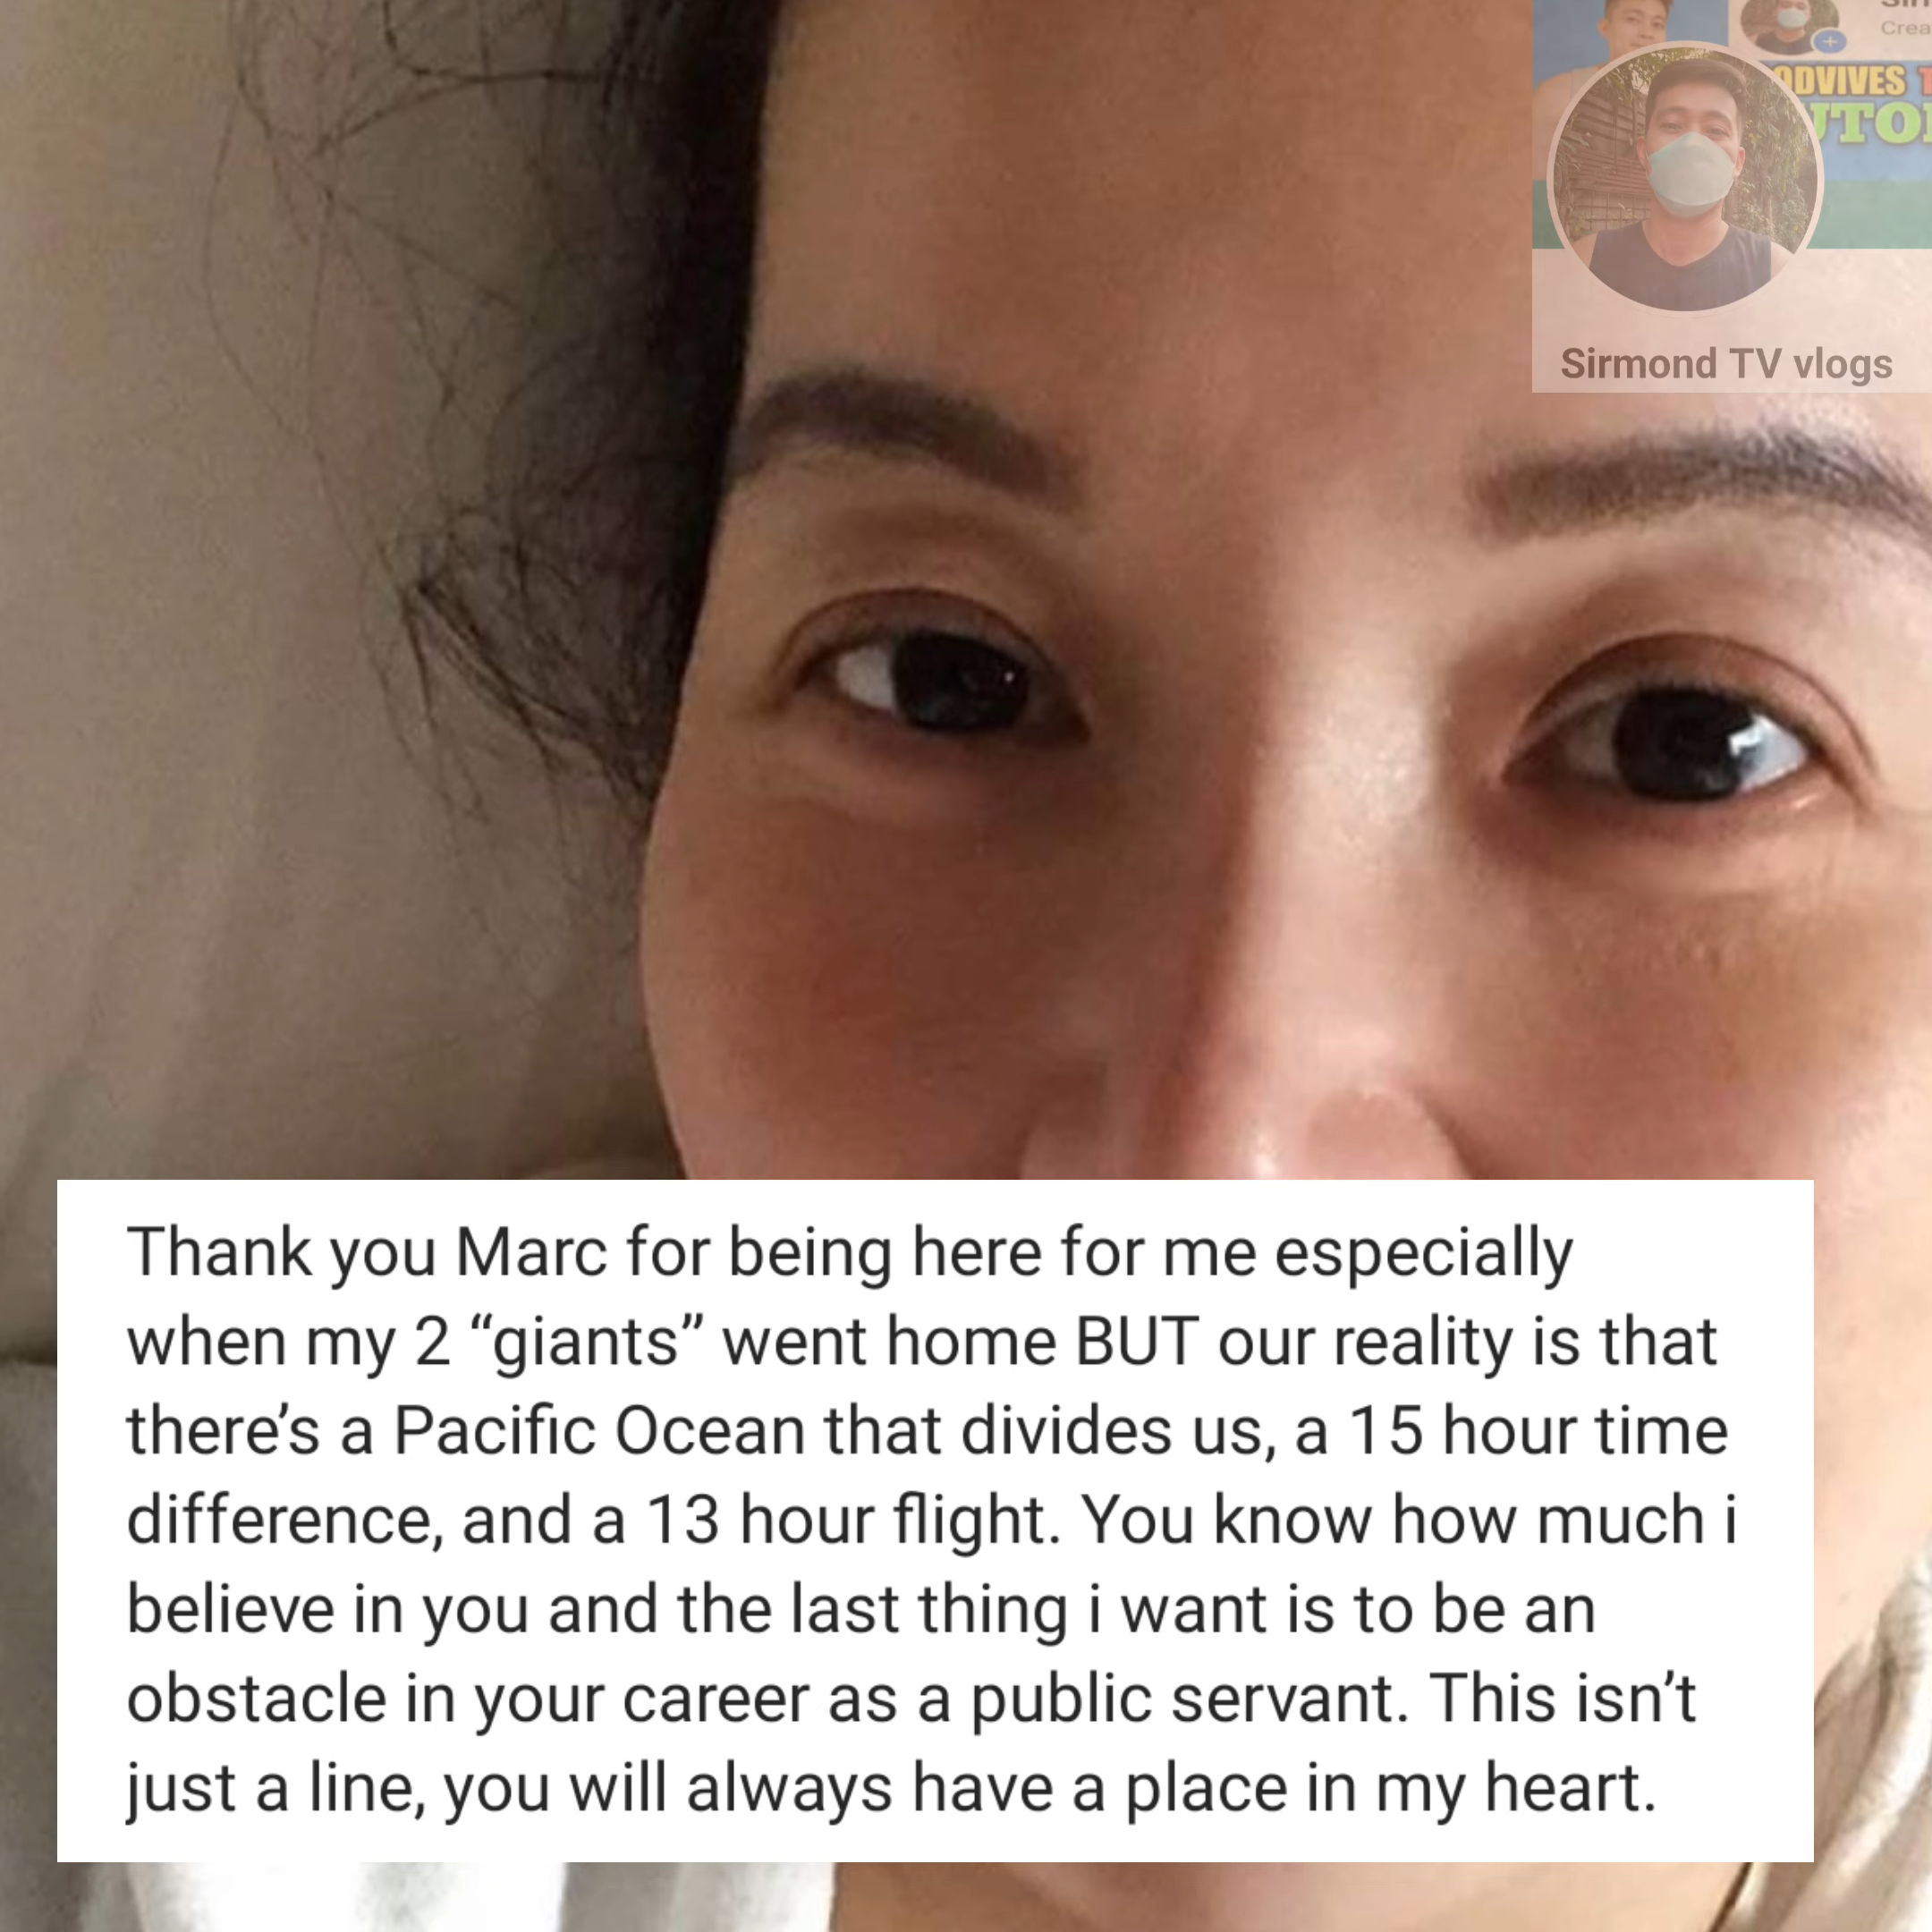 Crea
ODVIVES
UTO
Sirmond TV vlogs
Thank you Marc for being here for me especially
when my 2 “giants” went home BUT our reality is that
there’s a Pacific Ocean that divides us, a 15 hour time
difference, and a 13 hour flight. You know how much i
believe in you and the last thing i want is to be an
obstacle in your career as a public servant. This isn’t
just a line, you will always have a place in my heart.